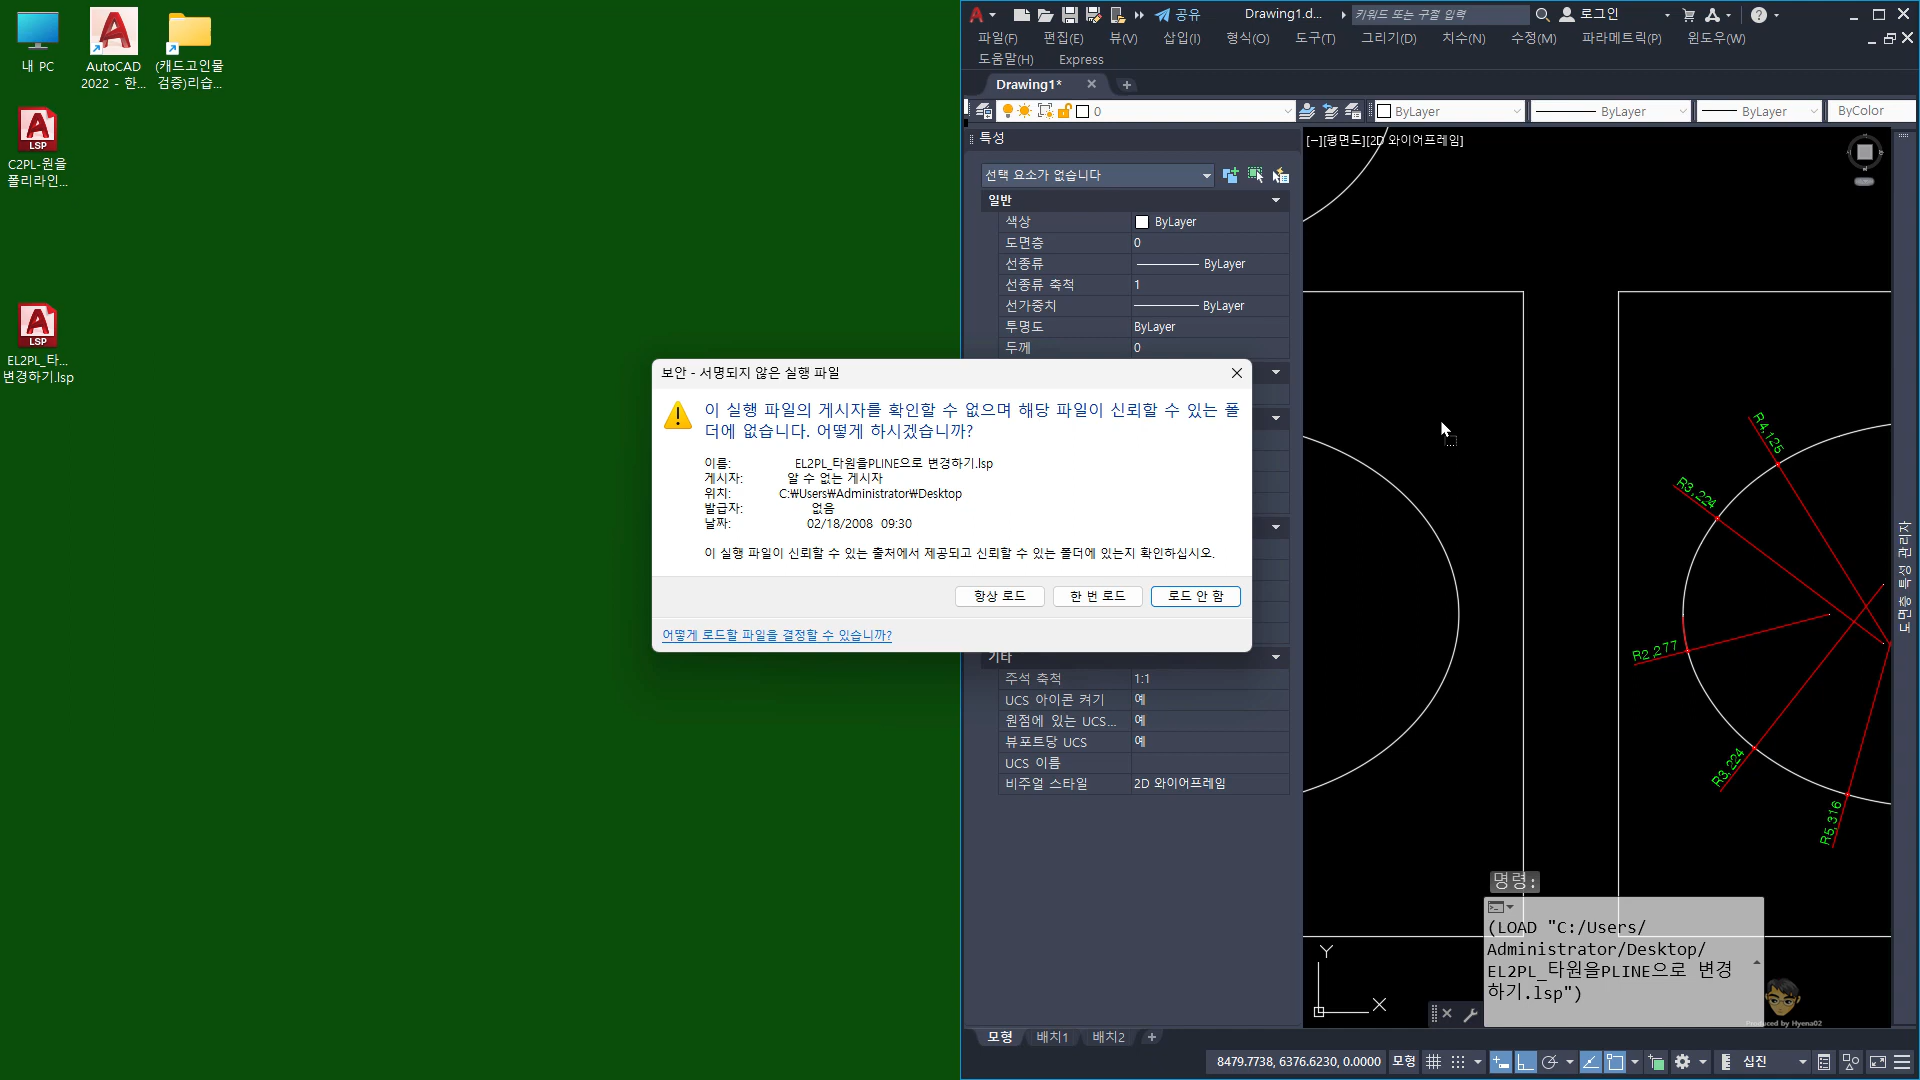 내 PC
AutoCAD
2022 - 한...
(캐드고인물
검증)리습...
LSP
C2PL-원을
폴리라인...
LSP
EL2PL_타...
변경하기.lsp
공유
Drawing1.d...
키워드 또는 구절 입력
로그인
파일(F)
편집(E)
뷰(V)
삽입(I)
형식(O)
도구(T)
그리기(D)
치수(N)
수정(M)
파라메트릭(P)
윈도우(W)
도움말(H)
Express
Drawing1*
0
ByLayer
ByLayer
ByLayer
ByColor
특성
[−][평면도][2D 와이어프레임]
선택 요소가 없습니다
일반
색상 ByLayer
도면층 0
선종류 ByLayer
선종류 축척 1
선가중치 ByLayer
투명도 ByLayer
두께 0
보안 - 서명되지 않은 실행 파일
이 실행 파일의 게시자를 확인할 수 없으며 해당 파일이 신뢰할 수 있는 폴
더에 없습니다. 어떻게 하시겠습니까?
이름: EL2PL_타원을PLINE으로 변경하기.lsp
게시자: 알 수 없는 게시자
위치: C:₩Users₩Administrator₩Desktop
발급자: 없음
날짜: 02/18/2008 09:30
이 실행 파일이 신뢰할 수 있는 출처에서 제공되고 신뢰할 수 있는 폴더에 있는지 확인하십시오.
항상 로드
한 번 로드
로드 안 함
어떻게 로드할 파일을 결정할 수 있습니까?
기타
주석 축척 1:1
UCS 아이콘 켜기 예
원점에 있는 UCS... 예
뷰포트당 UCS 예
UCS 이름
비주얼 스타일 2D 와이어프레임
R4,125
R3,224
R2,277
R3,224
R5,316
도면층 특성 관리자
명령:
(LOAD "C:/Users/
Administrator/Desktop/
EL2PL_타원을PLINE으로 변경
하기.lsp")
Y
X
Produced by Hyena02
모형
배치1
배치2
8479.7738, 6376.6230, 0.0000
모형
십진